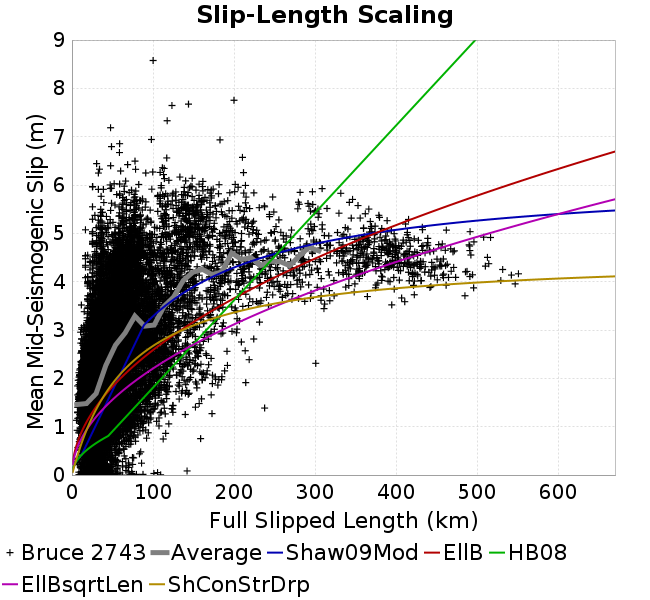 Slip-Length Scaling
Mean Mid-Seismogenic Slip (m)
9
8
7
6
5
4
3
2
1
0
0 100 200 300 400 500 600
Full Slipped Length (km)
Bruce 2743 Average Shaw09Mod EllB HB08
EllBsqrtLen ShConStrDrp